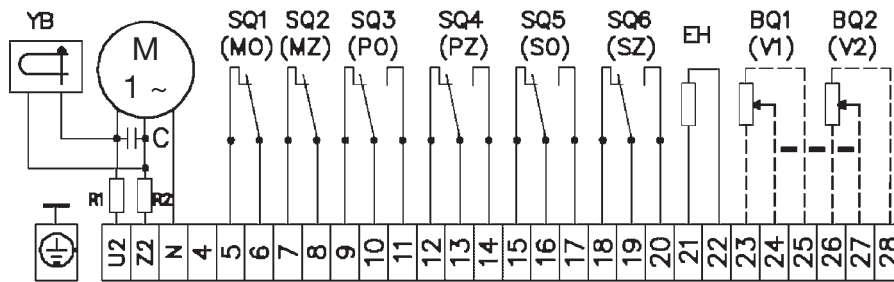 YB SQ1 SQ2 SQ3 SQ4 SQ5 SQ6 EH BQ1 BQ2
(MO) (MZ) (PO) (PZ) (SO) (SZ) (V1) (V2)
M
1 ~
C
R1 R2
U2 Z2 N 4 5 6 7 8 9 10 11 12 13 14 15 16 17 18 19 20 21 22 23 24 25 26 27 28